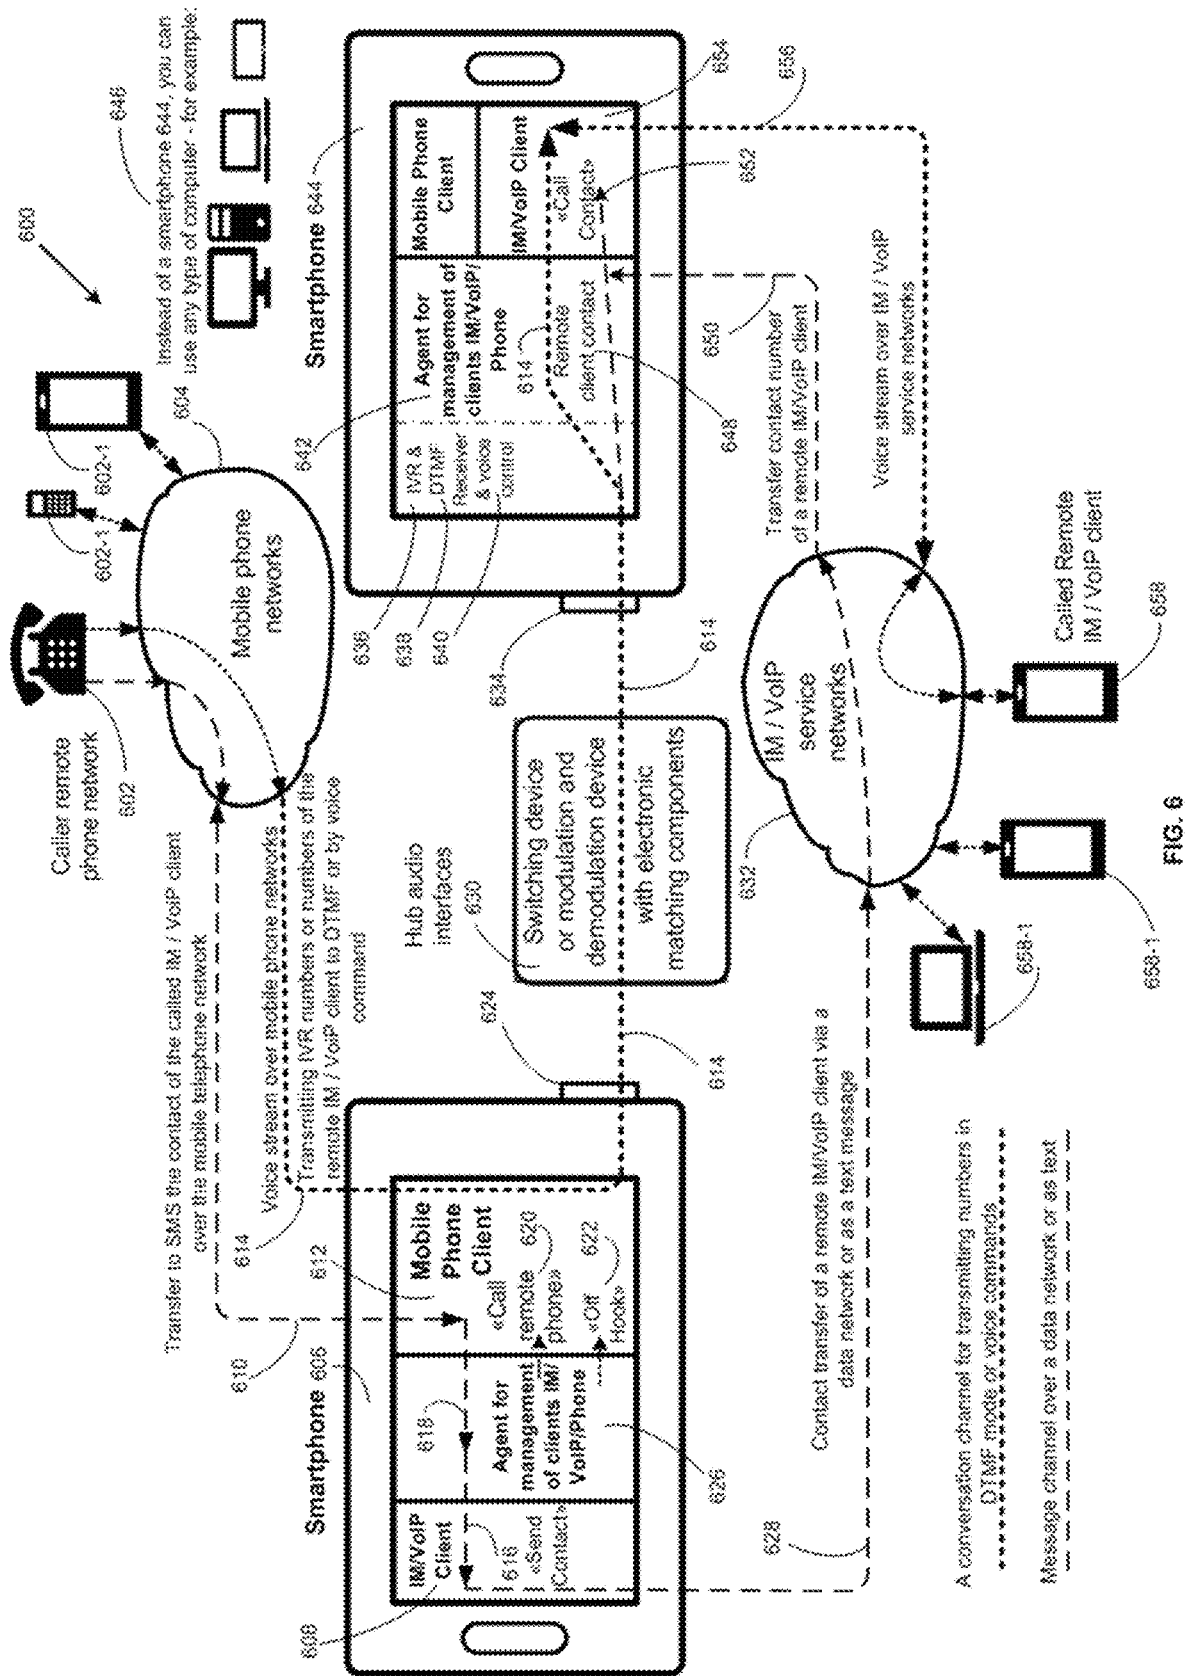 600
646
Instead of a smartphone 644, you can
use any type of computer - for example:
Caller remote
phone network
602
602-1
602-1
604
Mobile phone
networks
Transfer to SMS the contact of the called IM / VoIP client
over the mobile telephone network
610
Voice stream over mobile phone networks
614
Transmitting IVR numbers or numbers of the
remote IM / VoIP client to DTMF or by voice
command
Smartphone 606
608
IM/VoIP
Client
616
«Send
Contact»
618
Agent for
management
of clients IM/
VoIP/Phone
626
612
Mobile
Phone
Client
«Call
remote
phone»
620
«Off
Hook»
622
624
614
Hub audio
interfaces
630
Switching device
or modulation and
demodulation device
with electronic
matching components
614
634
Smartphone 644
636
638
640
IVR &
DTMF
Receiver
& voice
control
642
Agent for
management of
clients IM/VoIP/
Phone
614
Remote
client contact
648
Mobile Phone
Client
IM/VoIP Client
«Call
Contact»
654
652
656
650
Transfer contact number
of a remote IM/VoIP client
Voice stream over IM / VoIP
service networks
632
IM / VoIP
service
networks
628
Contact transfer of a remote IM/VoIP client via a
data network or as a text message
658-1
658-1
Called Remote
IM / VoIP client
658
A conversation channel for transmitting numbers in
DTMF mode or voice commands
Message channel over a data network or as text
FIG. 6